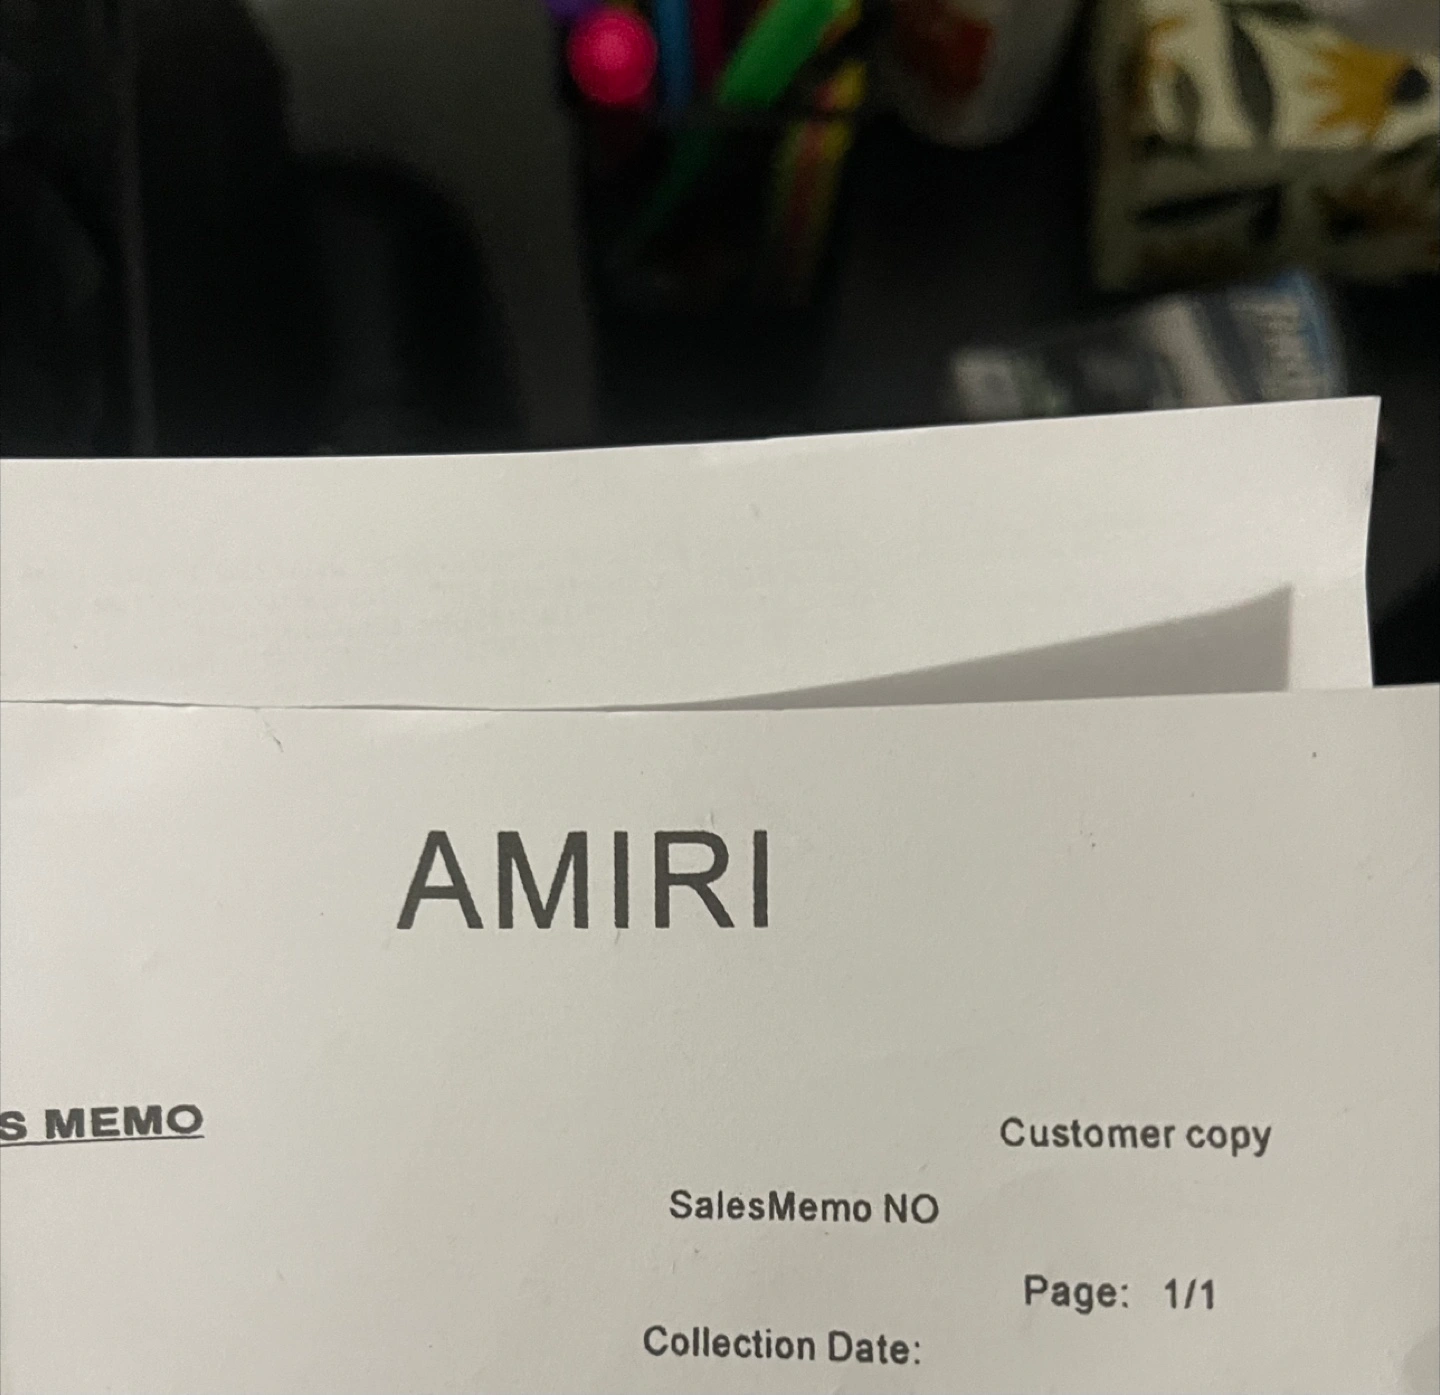 AMIRI
S MEMO
Customer copy
SalesMemo NO
Page: 1/1
Collection Date: